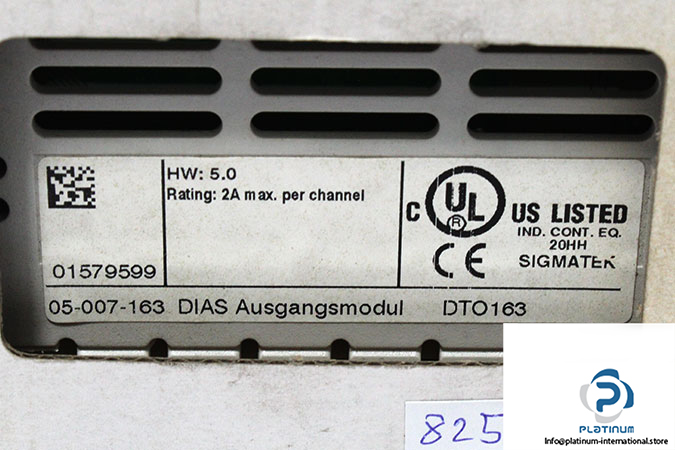 HW: 5.0
Rating: 2A max. per channel
01579599
C UL US LISTED
R
IND. CONT. EQ.
20HH
CE SIGMATEK
05-007-163 DIAS Ausgangsmodul DTO163
825
PLATINUM
Info@platinum-international.store